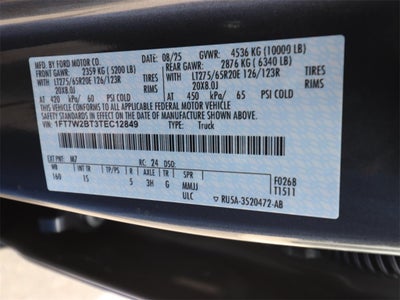 MFD. BY FORD MOTOR CO. 08/25 GVWR: 4536 KG (10000 LB)
FRONT GAWR: 2359 KG (5200 LB) REAR GAWR: 2876 KG (6340 LB)
LT275/65R20E 126/123R TIRES LT275/65R20E 126/123R TIRES
20X8.0J RIMS 20X8.0J RIMS
AT 420 kPa/ 60 PSI COLD AT 450 kPa/ 65 PSI COLD
THIS VEHICLE CONFORMS TO ALL APPLICABLE FEDERAL MOTOR VEHICLE
SAFETY STANDARDS IN EFFECT ON THE DATE OF MANUFACTURE SHOWN ABOVE.
VIN: 1FT7W2BT3TEC12849 TYPE: Truck
EXT PNT: M7 RC: 24 DSO:
WB INT TR TP/PS R AXLE TR SPR F0268
160 1S 5 3H G MMJJ T1511
ULC
RU5A-3520472-AB